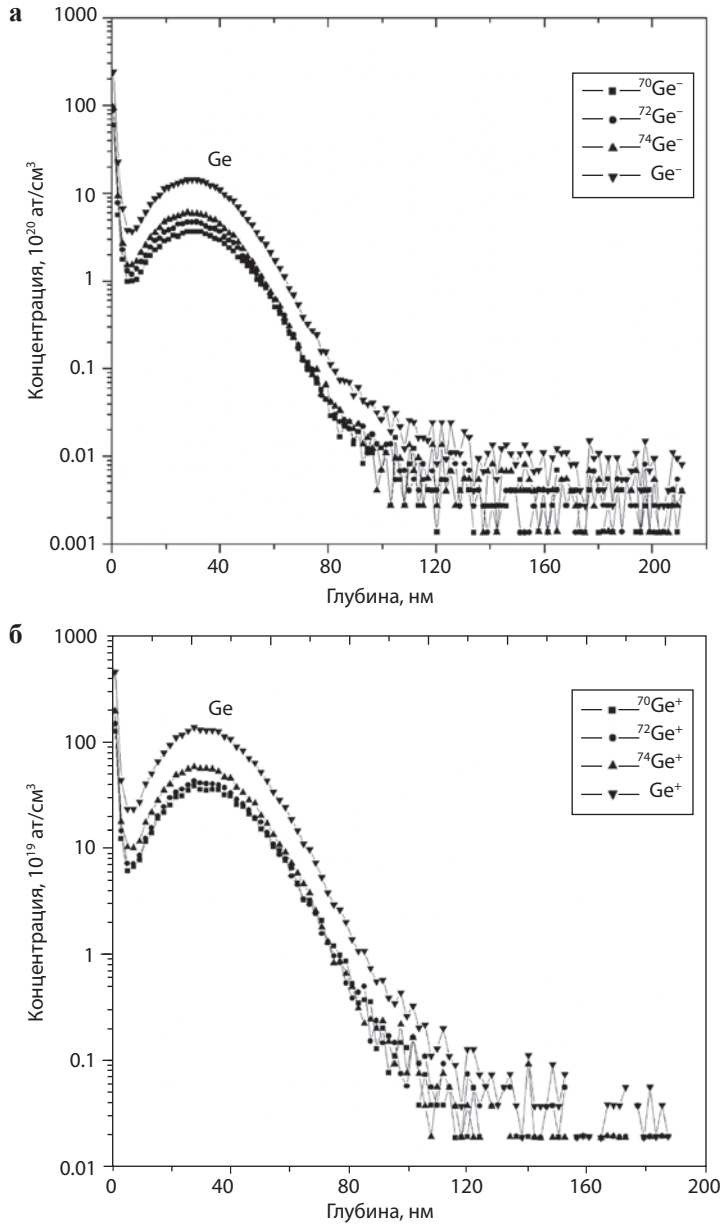 а
Концентрация, 10²⁰ ат/см³
1000
100
10
1
0.1
0.01
0.001
Ge
⁷⁰Ge⁻
⁷²Ge⁻
⁷⁴Ge⁻
Ge⁻
0 40 80 120 160 200
Глубина, нм
б
Концентрация, 10¹⁹ ат/см³
1000
100
10
1
0.1
0.01
Ge
⁷⁰Ge⁺
⁷²Ge⁺
⁷⁴Ge⁺
Ge⁺
0 40 80 120 160 200
Глубина, нм